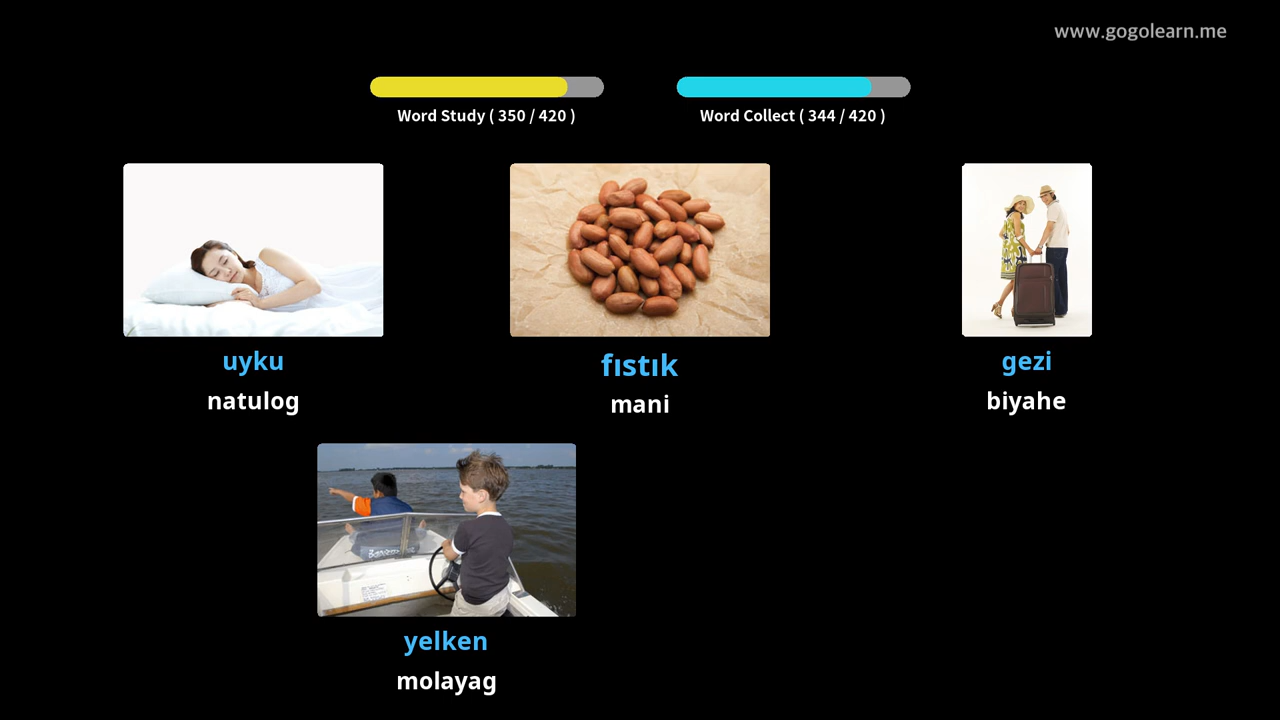 www.gogolearn.me
Word Study ( 350 / 420 )
Word Collect ( 344 / 420 )
uyku
fıstık
gezi
natulog
mani
biyahe
yelken
molayag